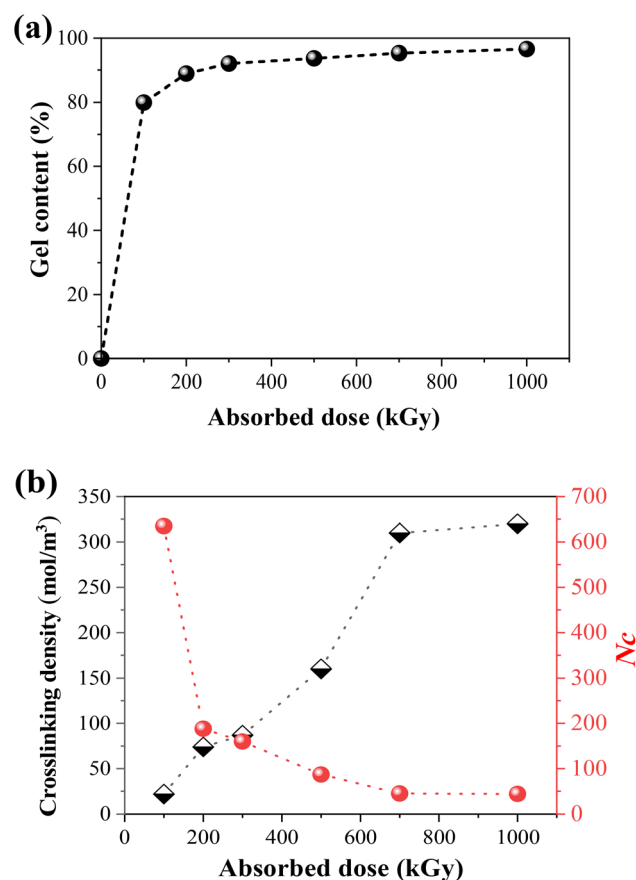 (a)
100
80
60
40
20
0
Gel content (%)
0 200 400 600 800 1000
Absorbed dose (kGy)
(b)
350
300
250
200
150
100
50
0
Crosslinking density (mol/m³)
700
600
500
400
300
200
100
0
Nc
0 200 400 600 800 1000
Absorbed dose (kGy)